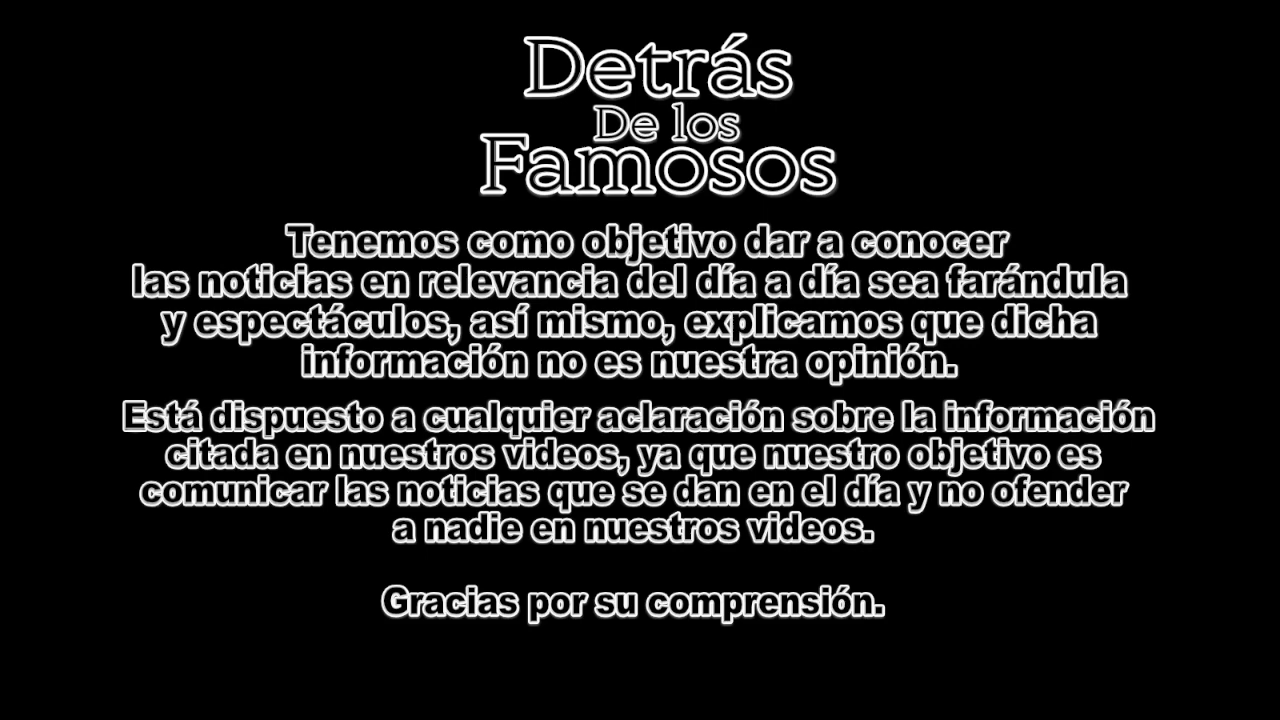 Detrás
De los
Famosos
Tenemos como objetivo dar a conocer
las noticias en relevancia del día a día sea farándula
y espectáculos, así mismo, explicamos que dicha
información no es nuestra opinión.
Está dispuesto a cualquier aclaración sobre la información
citada en nuestros videos, ya que nuestro objetivo es
comunicar las noticias que se dan en el día y no ofender
a nadie en nuestros videos.
Gracias por su comprensión.